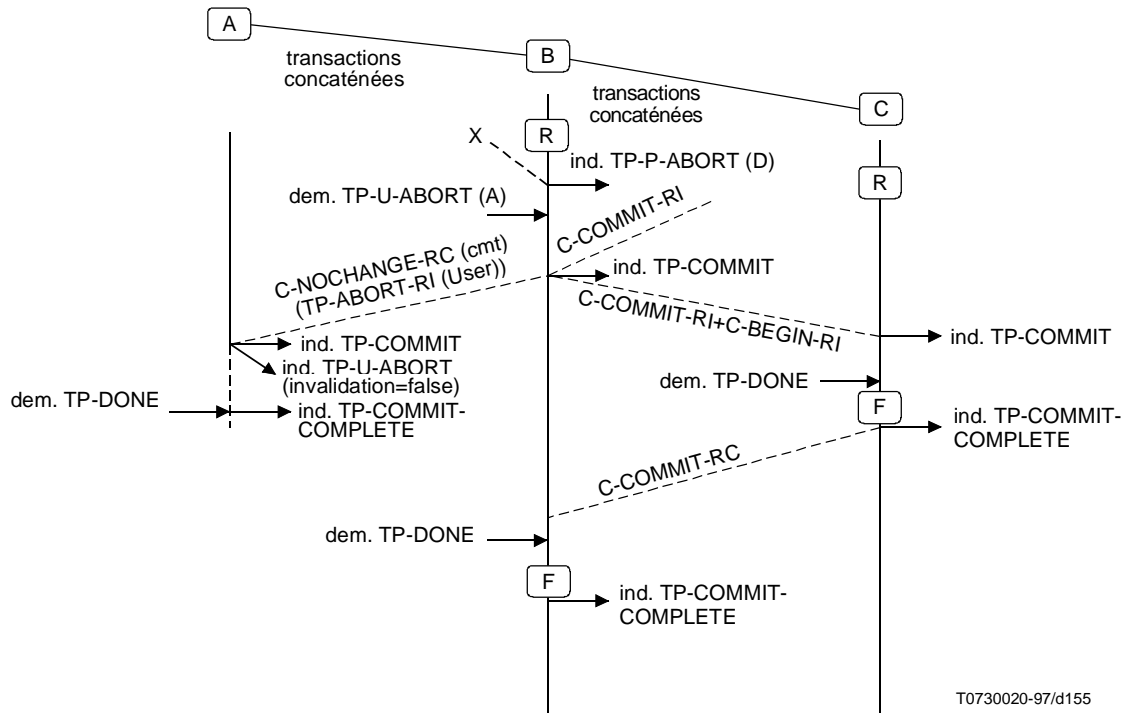 A
transactions
concaténées
B
transactions
concaténées
C
R
X
ind. TP-P-ABORT (D)
R
dem. TP-U-ABORT (A)
C-COMMIT-RI
C-NOCHANGE-RC (cmt)
(TP-ABORT-RI (User))
ind. TP-COMMIT
C-COMMIT-RI+C-BEGIN-RI
ind. TP-COMMIT
ind. TP-COMMIT
ind. TP-U-ABORT
(invalidation=false)
dem. TP-DONE
dem. TP-DONE
ind. TP-COMMIT-
COMPLETE
F
ind. TP-COMMIT-
COMPLETE
C-COMMIT-RC
dem. TP-DONE
F
ind. TP-COMMIT-
COMPLETE
T0730020-97/d155